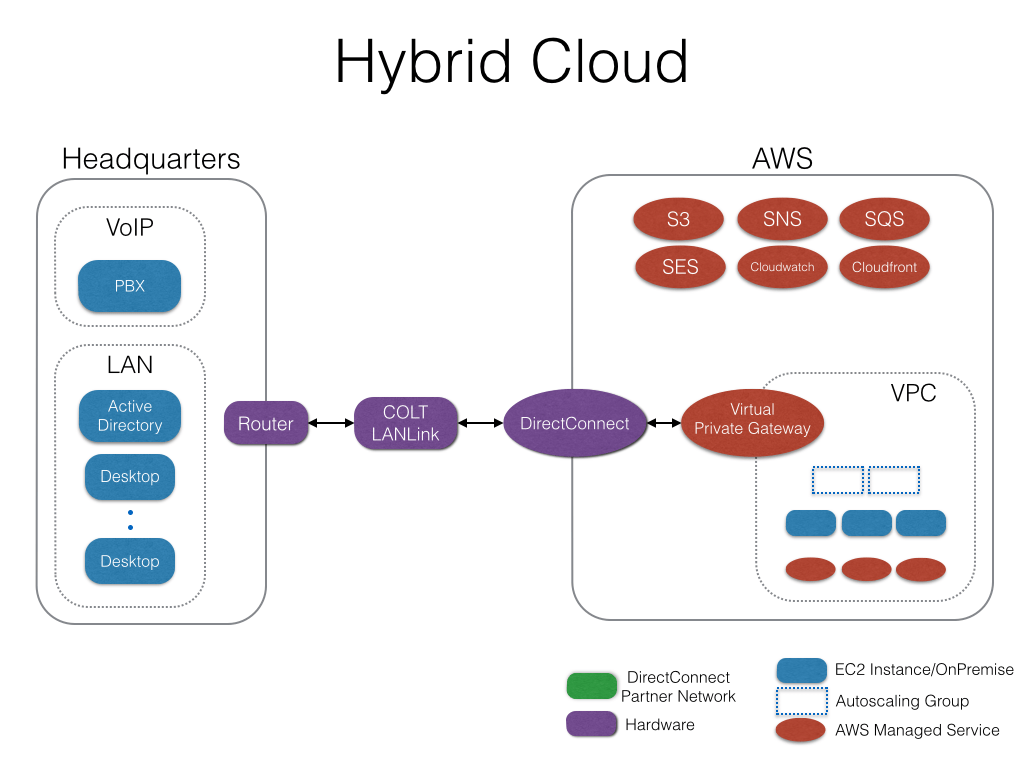 Hybrid Cloud
Headquarters
AWS
VoIP
PBX
LAN
Active
Directory
Desktop
Desktop
Router
COLT
LANLink
DirectConnect
S3
SNS
SQS
SES
Cloudwatch
Cloudfront
Virtual
Private Gateway
VPC
DirectConnect
Partner Network
Hardware
EC2 Instance/OnPremise
Autoscaling Group
AWS Managed Service